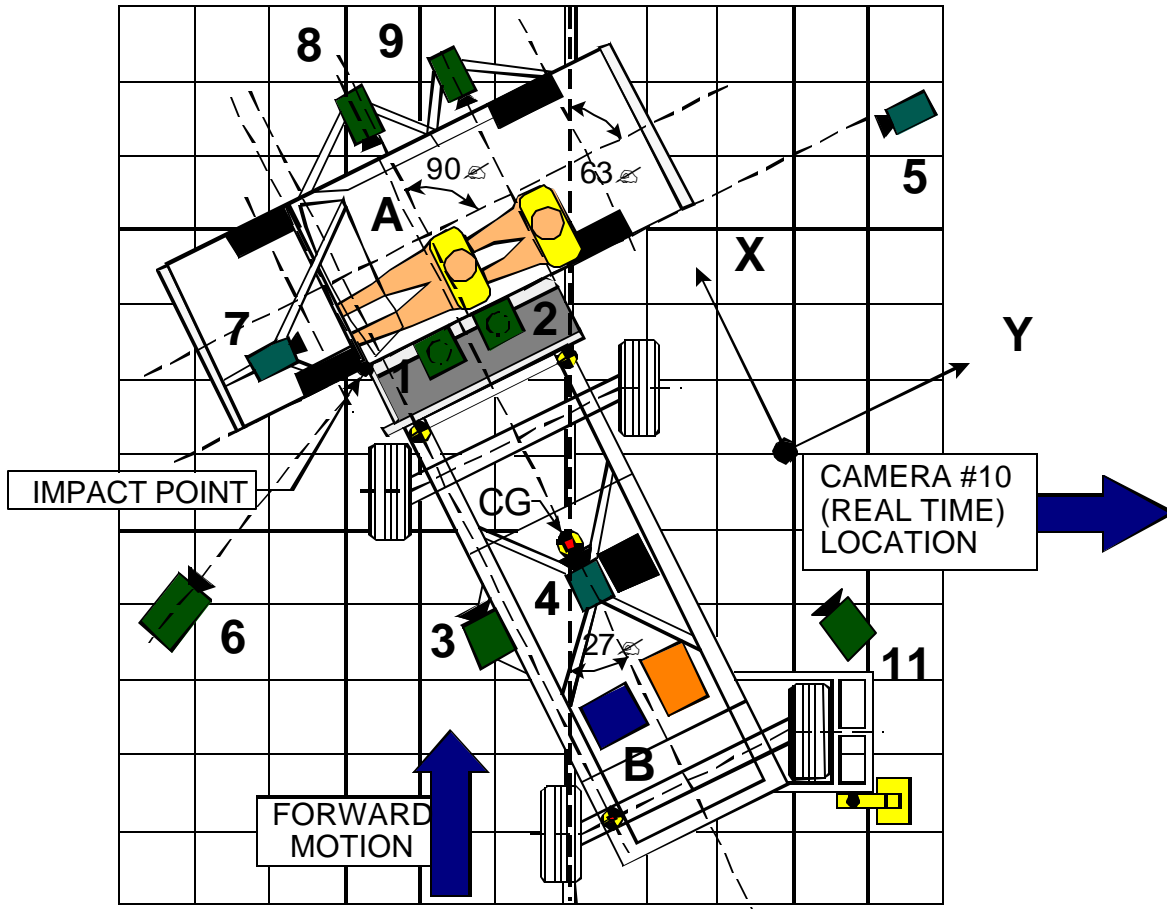 8
9
90
63
5
A
X
7
2
Y
1
IMPACT POINT
CG
CAMERA #10
(REAL TIME)
LOCATION
4
6
3
27
11
B
FORWARD
MOTION